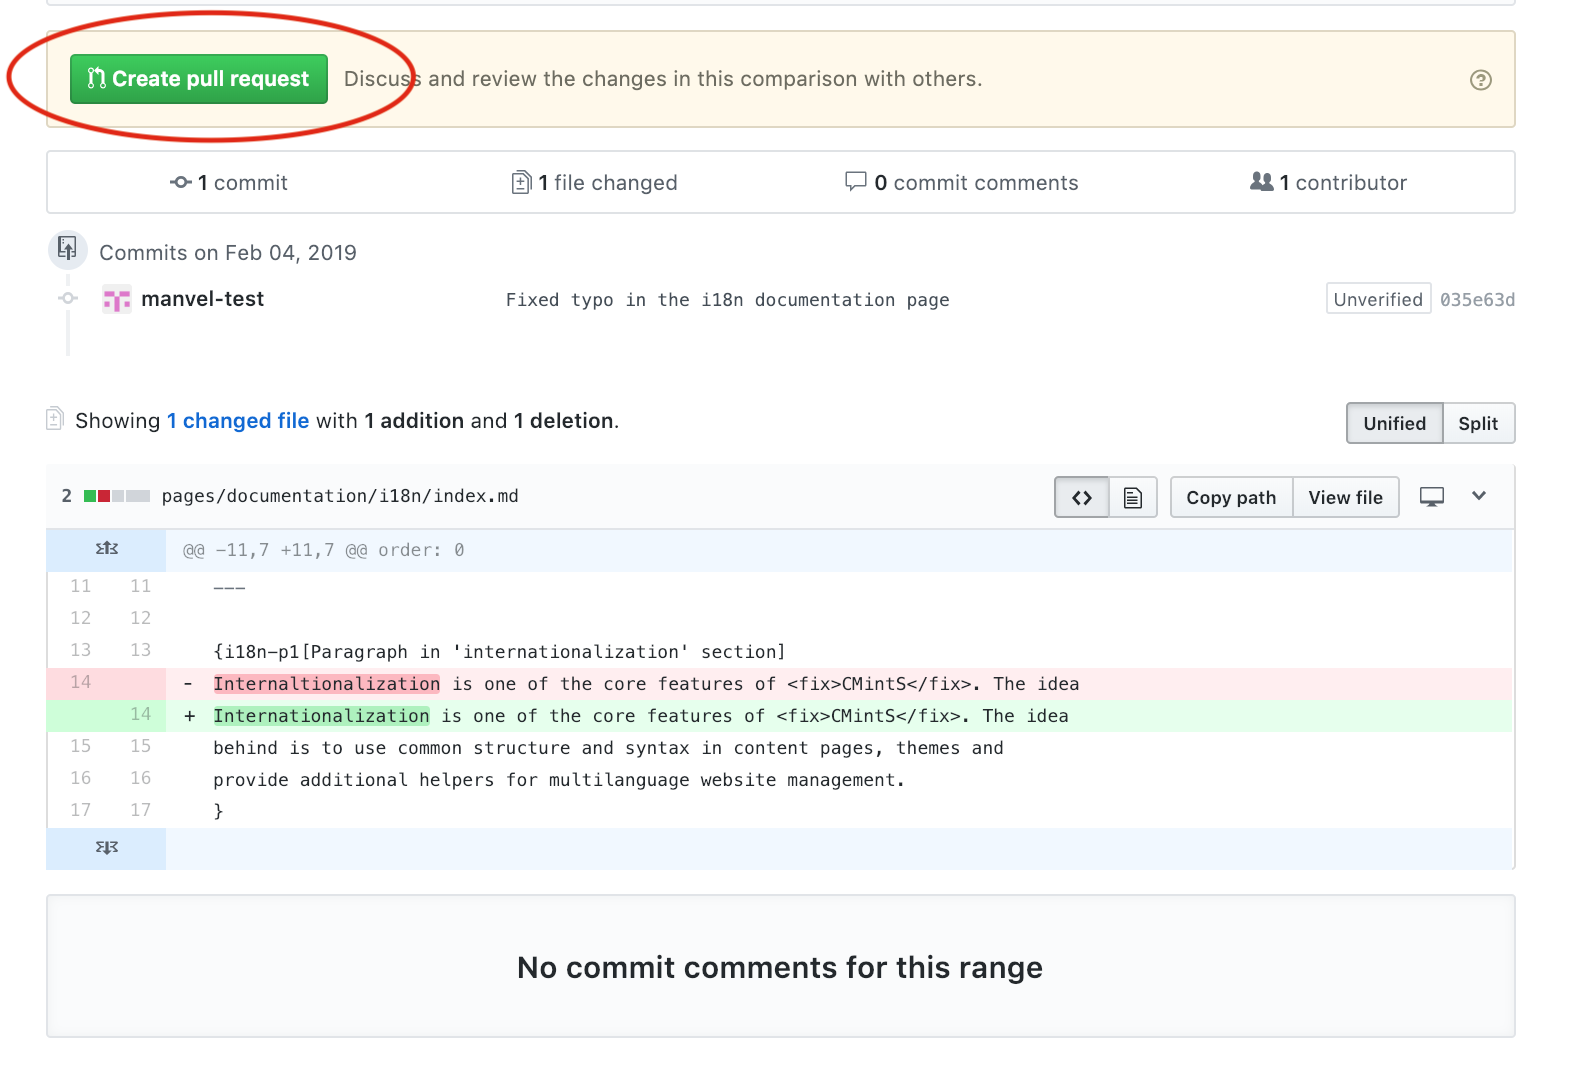 Create pull request Discuss and review the changes in this comparison with others.
1 commit 1 file changed 0 commit comments 1 contributor
Commits on Feb 04, 2019
manvel-test Fixed typo in the i18n documentation page Unverified 035e63d
Showing 1 changed file with 1 addition and 1 deletion. Unified Split
2 pages/documentation/i18n/index.md <> Copy path View file
@@ -11,7 +11,7 @@ order: 0
11 11 ---
12 12
13 13 {i18n-p1[Paragraph in 'internationalization' section]
14 - Internaltionalization is one of the core features of <fix>CMintS</fix>. The idea
14 + Internationalization is one of the core features of <fix>CMintS</fix>. The idea
15 15 behind is to use common structure and syntax in content pages, themes and
16 16 provide additional helpers for multilanguage website management.
17 17 }
No commit comments for this range